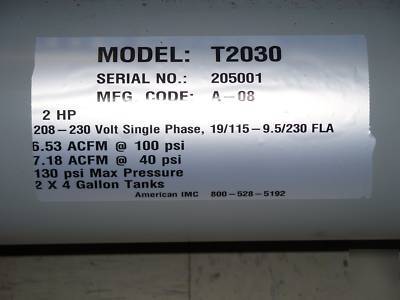 MODEL: T2030
SERIAL NO.: 205001
MFG. CODE: A-08
2 HP
208-230 Volt Single Phase, 19/115-9.5/230 FLA
6.53 ACFM @ 100 psi
7.18 ACFM @ 40 psi
130 psi Max Pressure
2 X 4 Gallon Tanks
American IMC 800-528-5192